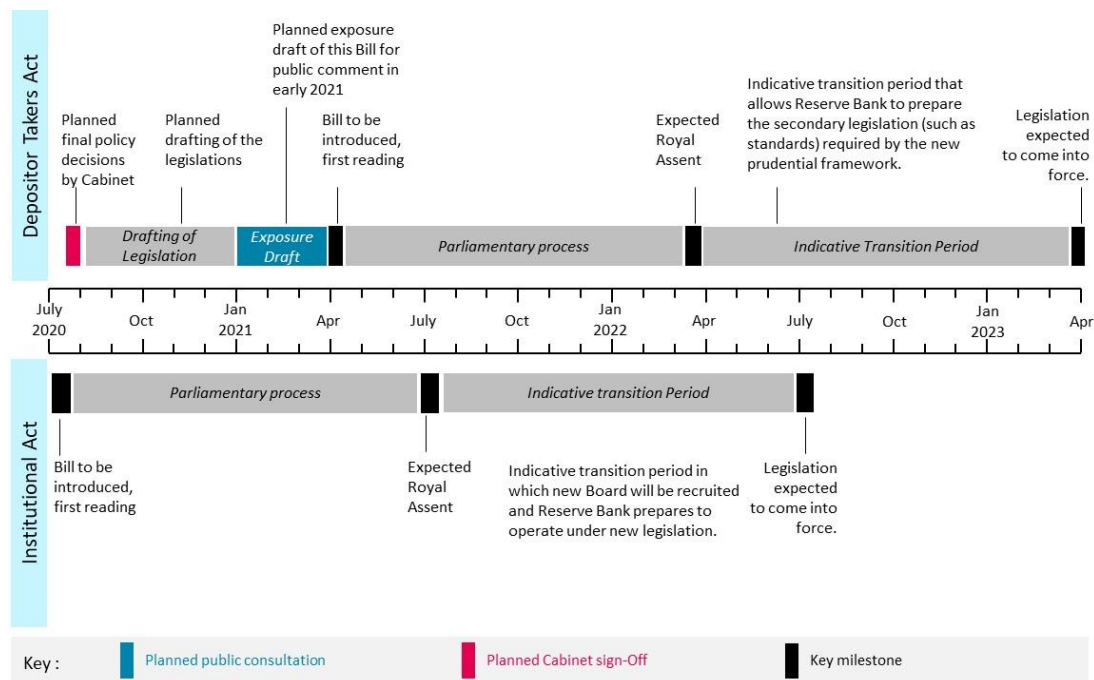 Depositor Takers Act
Planned exposure
draft of this Bill for
public comment in
early 2021
Planned
final policy
decisions
by Cabinet
Planned
drafting of the
legislations
Bill to be
introduced,
first reading
Expected
Royal
Assent
Indicative transition period that
allows Reserve Bank to prepare
the secondary legislation (such as
standards) required by the new
prudential framework.
Legislation
expected
to come into
force.
Drafting of
Legislation
Exposure
Draft
Parliamentary process
Indicative Transition Period
July
2020
Oct
Jan
2021
Apr
July
Oct
Jan
2022
Apr
July
Oct
Jan
2023
Apr
Institutional Act
Parliamentary process
Indicative transition Period
Bill to be
introduced,
first reading
Expected
Royal
Assent
Indicative transition period in
which new Board will be recruited
and Reserve Bank prepares to
operate under new legislation.
Legislation
expected
to come into
force.
Key :
Planned public consultation
Planned Cabinet sign-Off
Key milestone